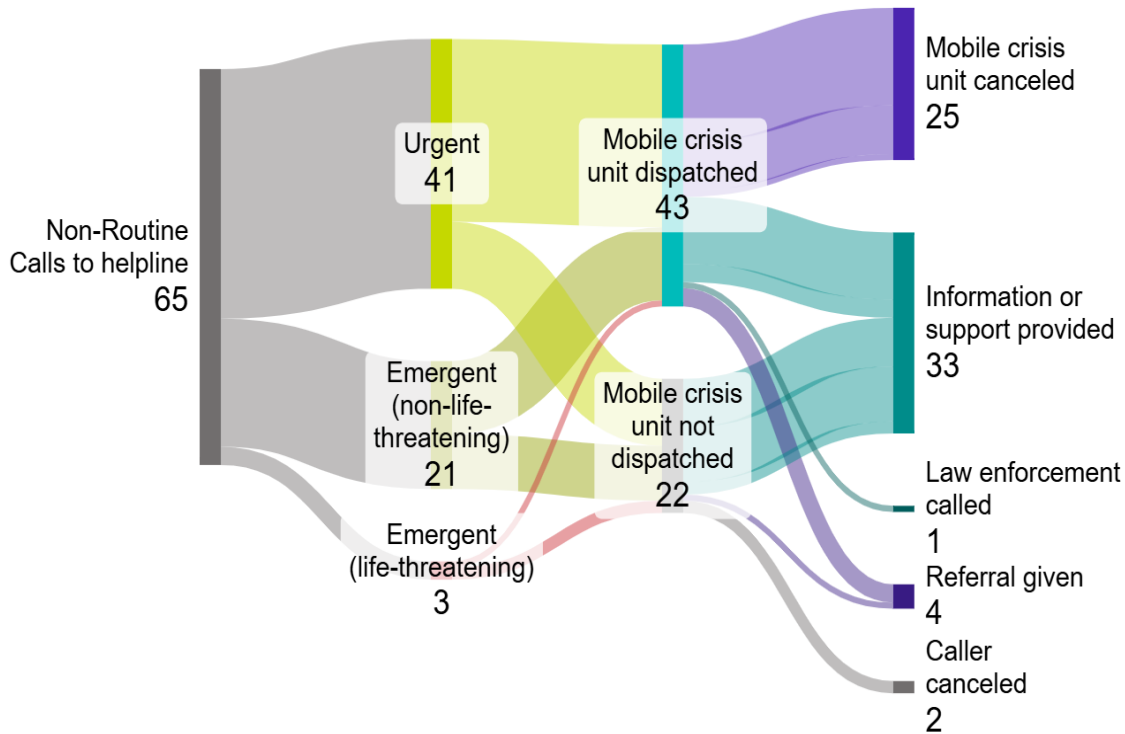 Non-Routine
Calls to helpline
65
Urgent
41
Emergent
(non-life-
threatening)
21
Emergent
(life-threatening)
3
Mobile crisis
unit dispatched
43
Mobile crisis
unit not
dispatched
22
Mobile crisis
unit canceled
25
Information or
support provided
33
Law enforcement
called
1
Referral given
4
Caller
canceled
2